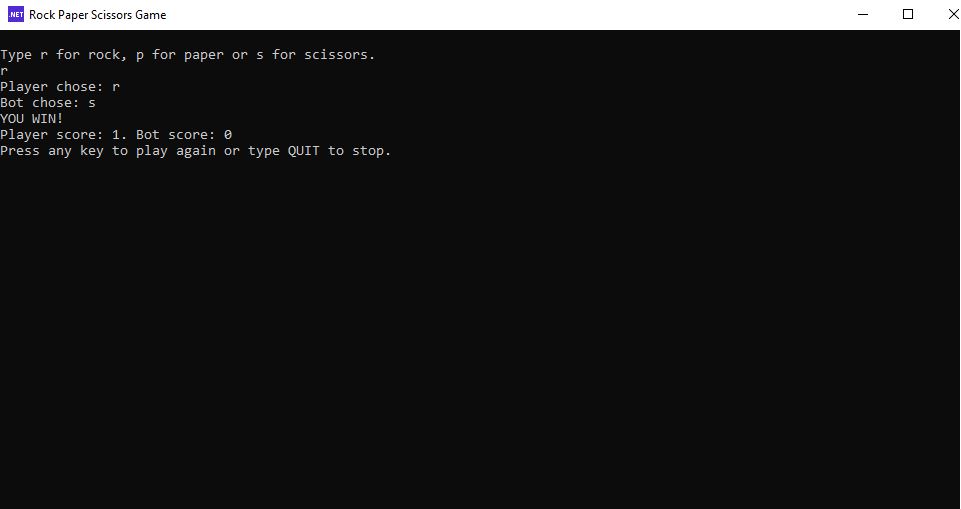 .NET Rock Paper Scissors Game
Type r for rock, p for paper or s for scissors.
r
Player chose: r
Bot chose: s
YOU WIN!
Player score: 1. Bot score: 0
Press any key to play again or type QUIT to stop.